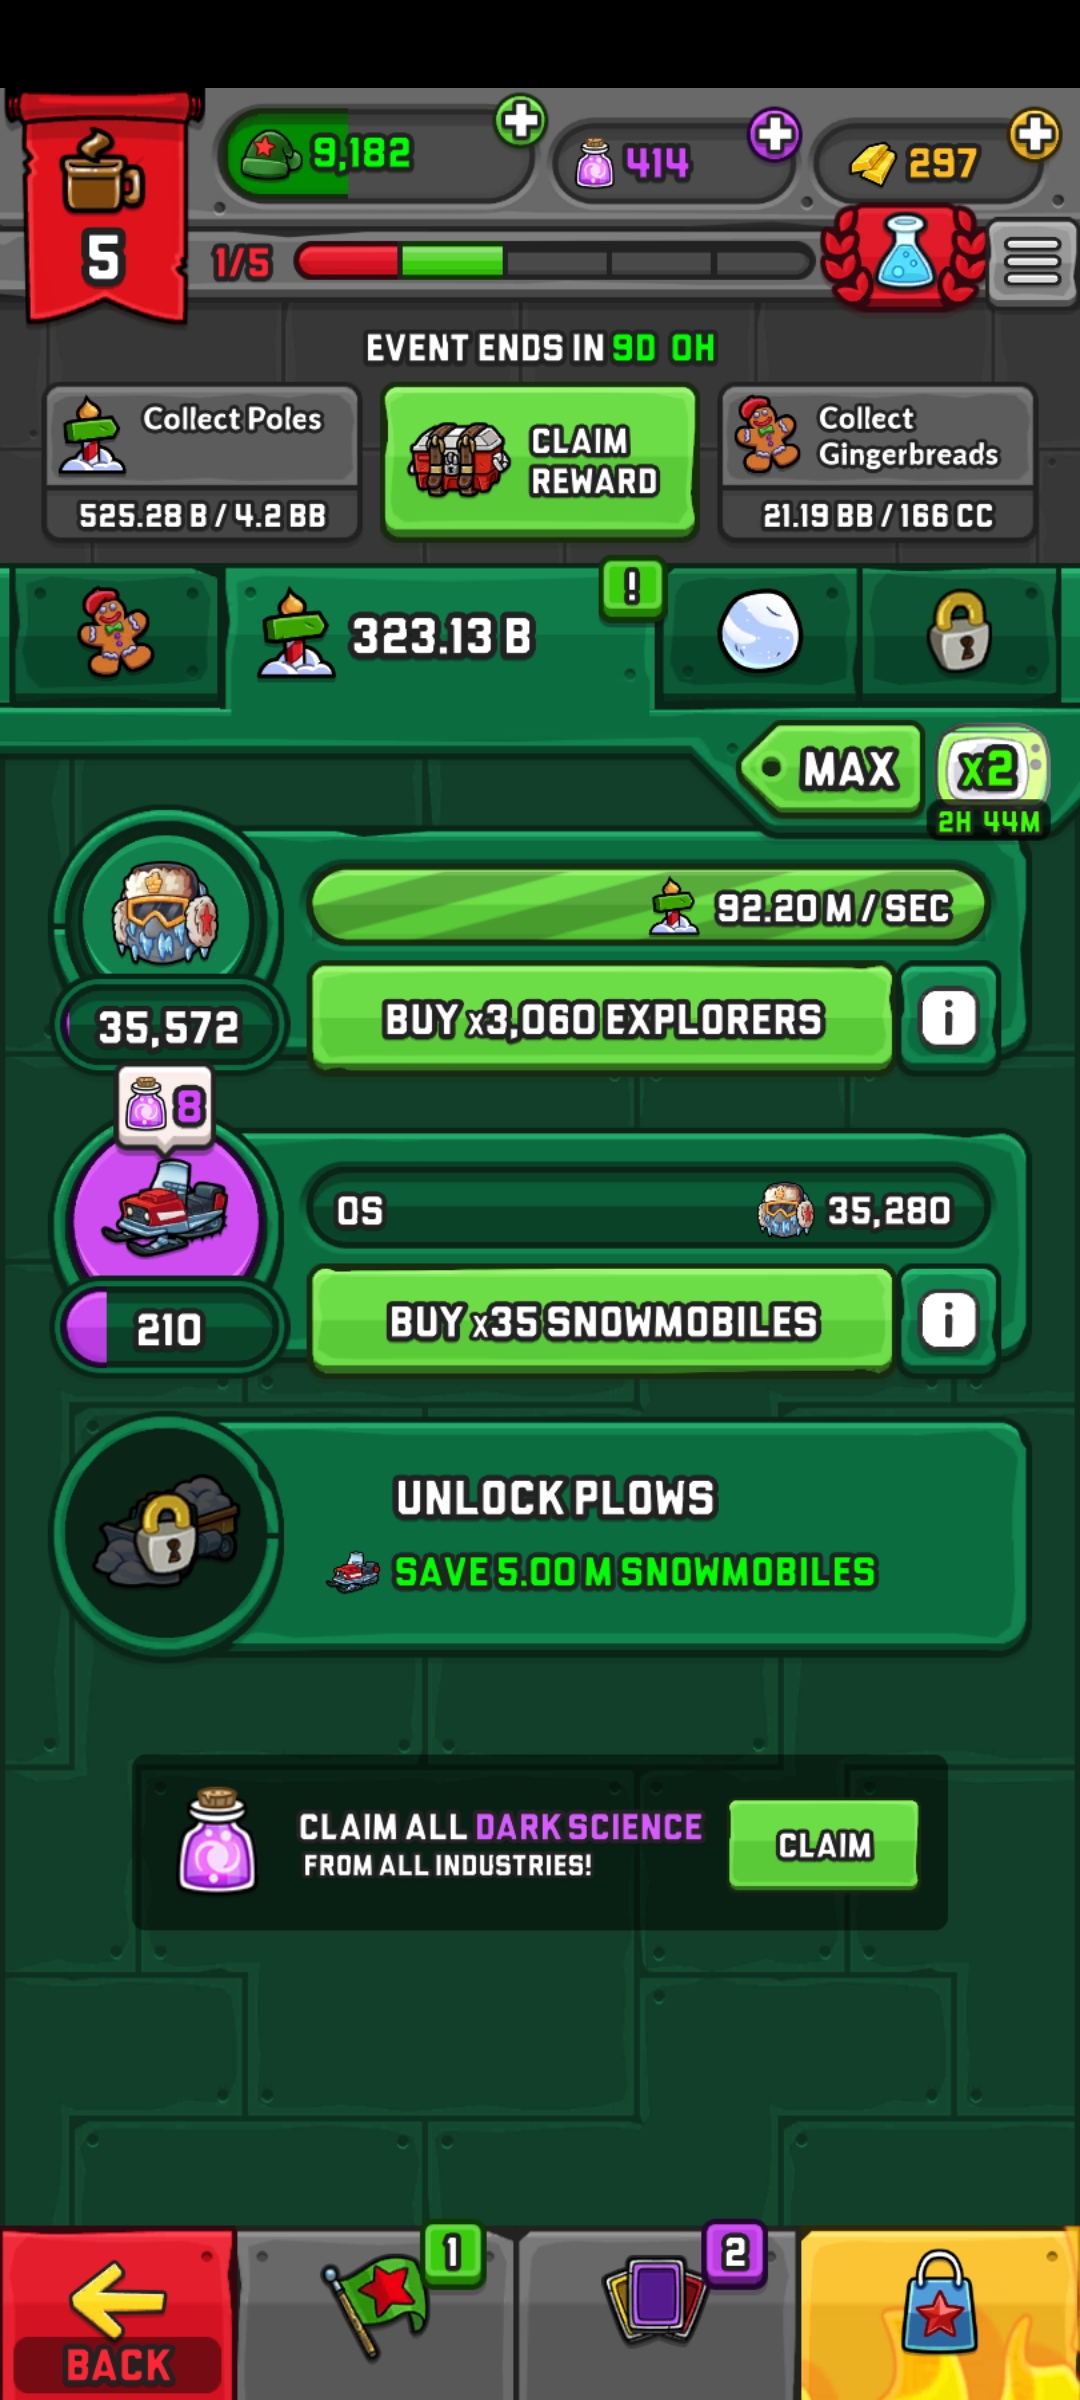 9,182
414
297
5
1/5
EVENT ENDS IN 9D 0H
Collect Poles
525.28 B / 4.2 BB
CLAIM
REWARD
Collect
Gingerbreads
21.19 BB / 166 CC
!
323.13 B
MAX
x2
2H 44M
92.20 M / SEC
35,572
BUY x3,060 EXPLORERS
i
8
0S
35,280
210
BUY x35 SNOWMOBILES
i
UNLOCK PLOWS
SAVE 5.00 M SNOWMOBILES
CLAIM ALL DARK SCIENCE
FROM ALL INDUSTRIES!
CLAIM
1
2
BACK